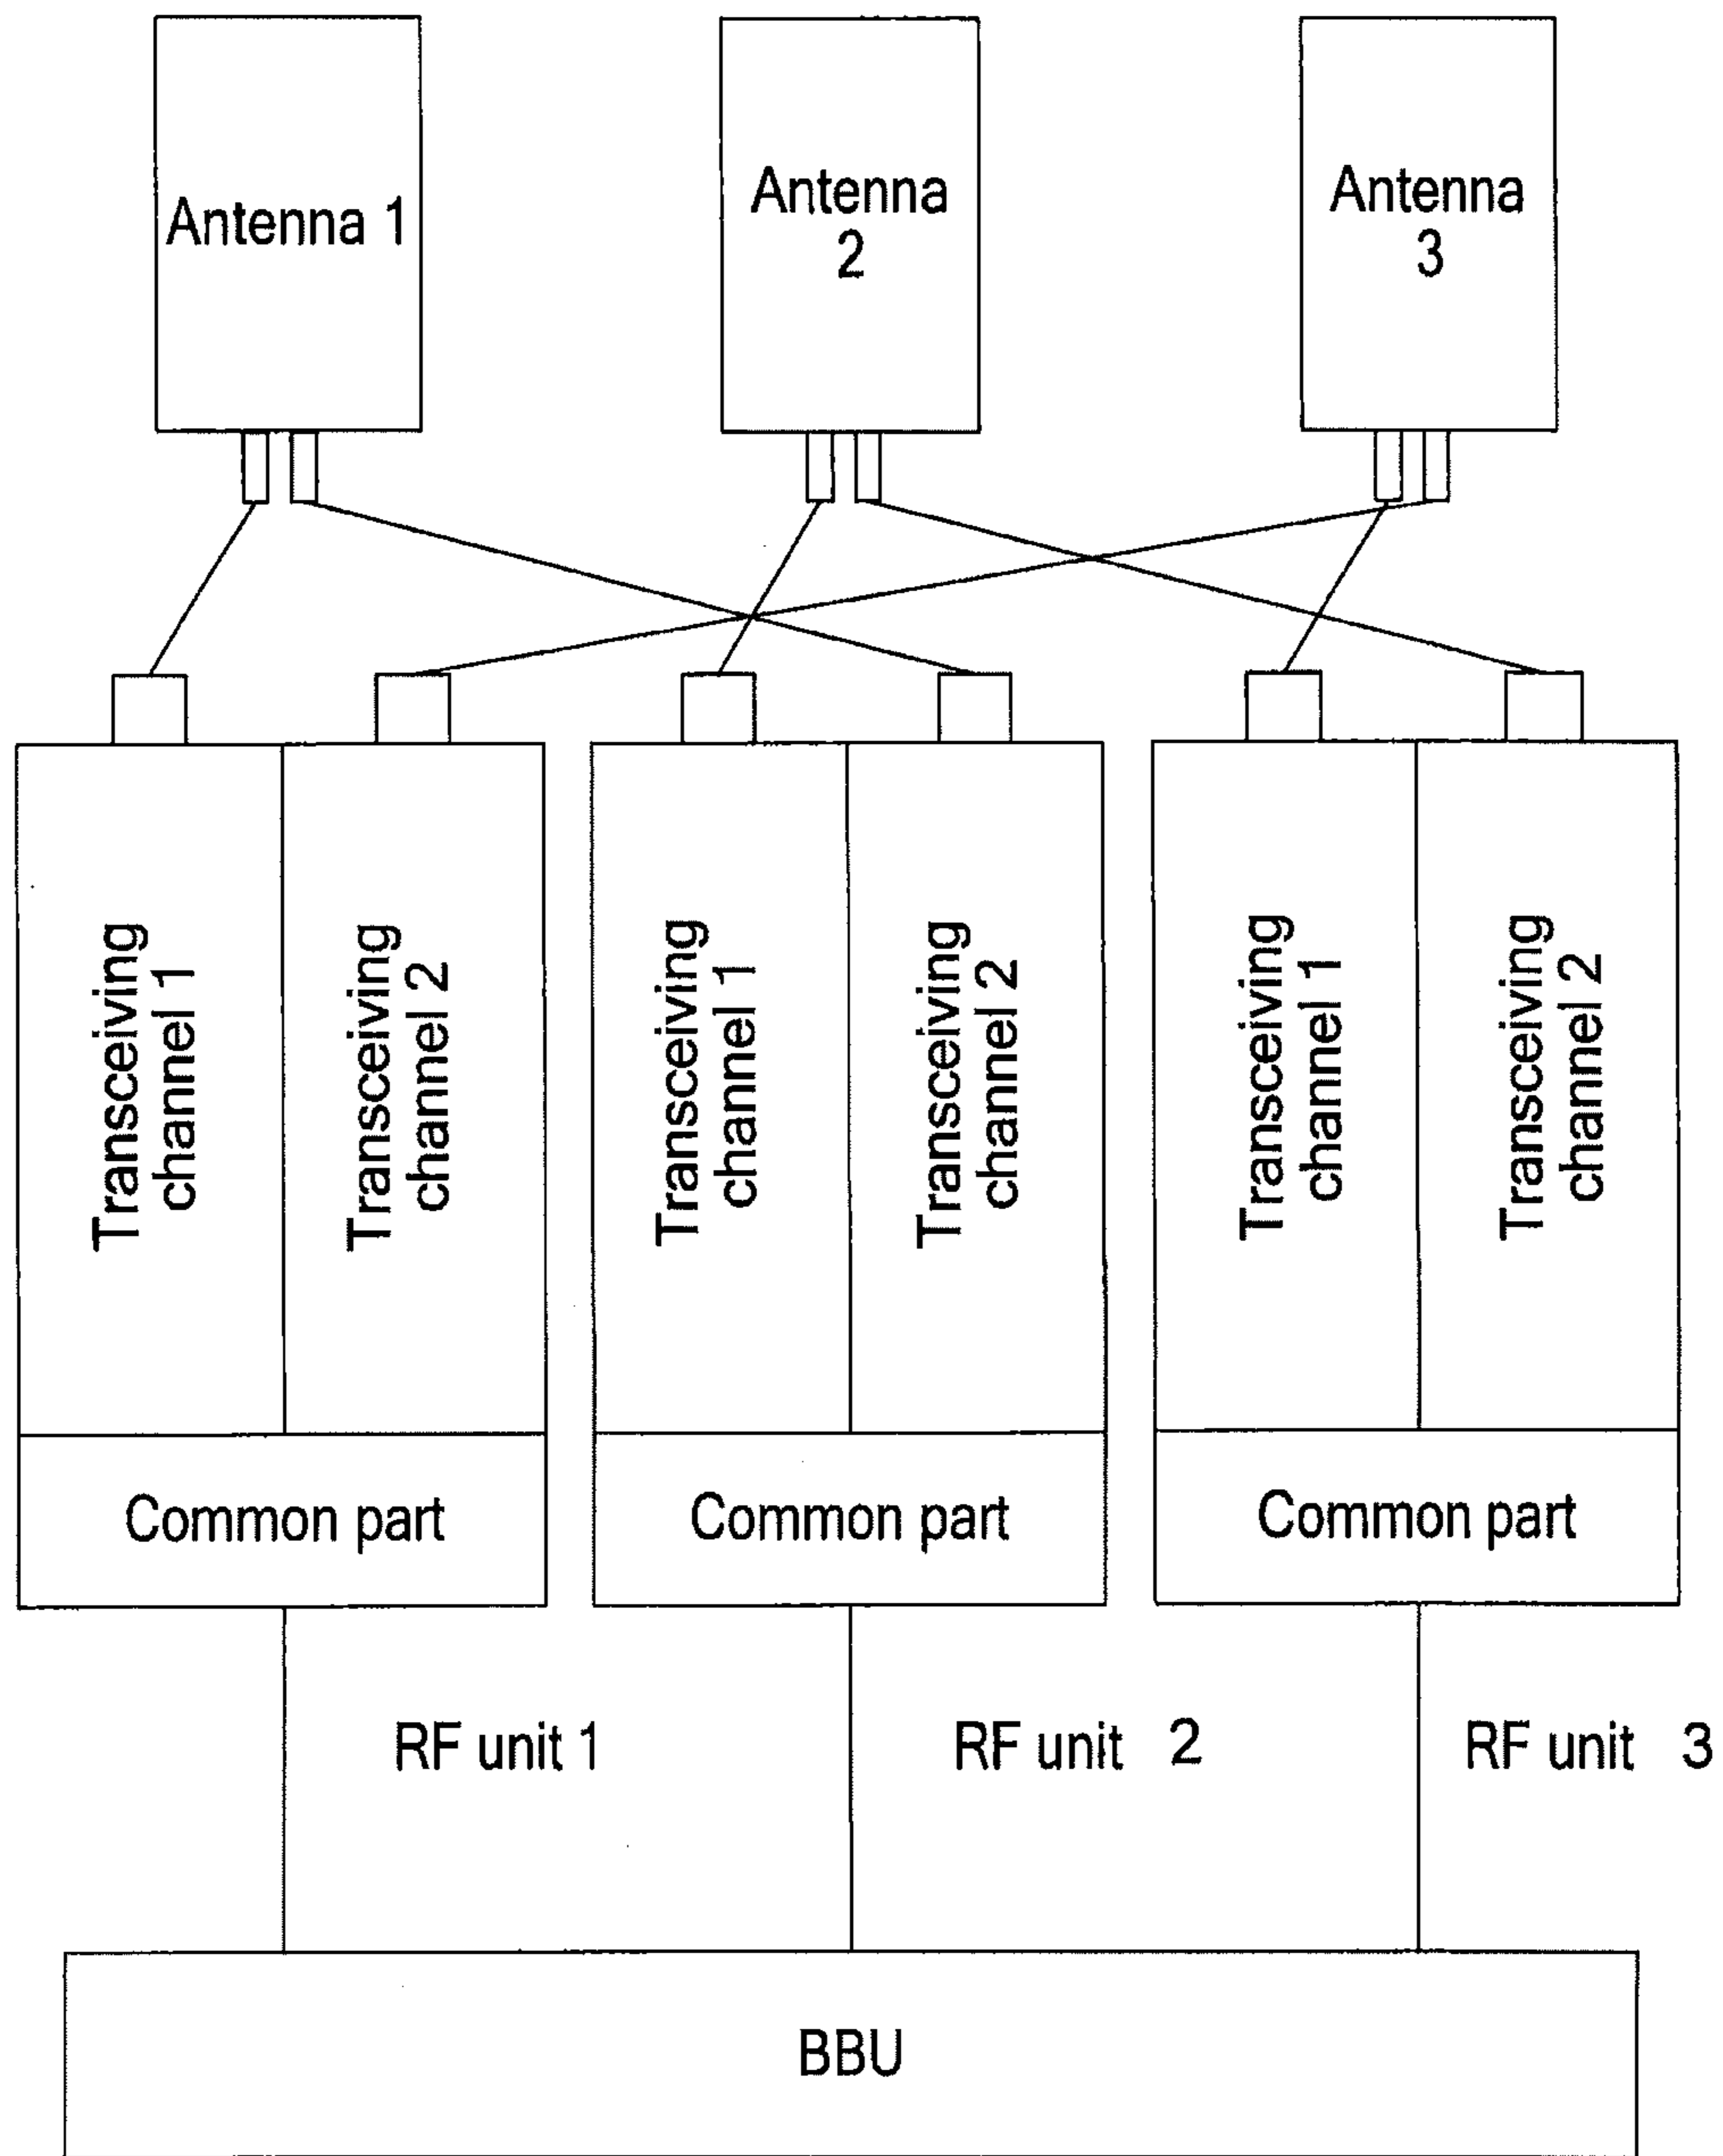 Antenna 1
Antenna
2
Antenna
3
Transceiving
channel 1
Transceiving
channel 2
Transceiving
channel 1
Transceiving
channel 2
Transceiving
channel 1
Transceiving
channel 2
Common part
Common part
Common part
RF unit 1
RF unit 2
RF unit 3
BBU